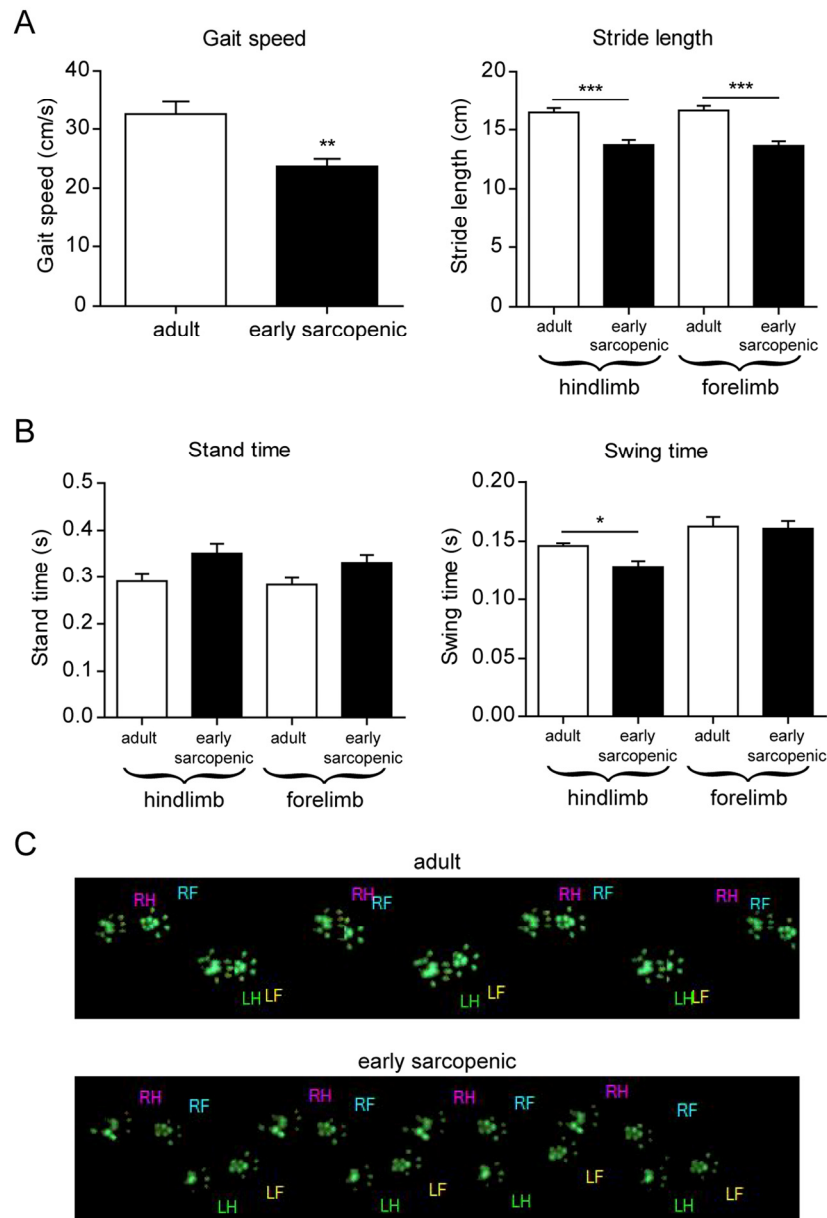 A
Gait speed
Gait speed (cm/s)
40
30
20
10
0
**
adult
early sarcopenic
Stride length
Stride length (cm)
20
15
10
5
0
***
***
adult
early
sarcopenic
adult
early
sarcopenic
hindlimb
forelimb
B
Stand time
Stand time (s)
0.5
0.4
0.3
0.2
0.1
0.0
adult
early
sarcopenic
adult
early
sarcopenic
hindlimb
forelimb
Swing time
Swing time (s)
0.20
0.15
0.10
0.05
0.00
*
adult
early
sarcopenic
adult
early
sarcopenic
hindlimb
forelimb
C
adult
RH RF RH RF RH RF RH RF
LH LF LH LF LH LF
early sarcopenic
RH RF RH RF RH RF RH RF
LH LF LH LF LH LF LH LF